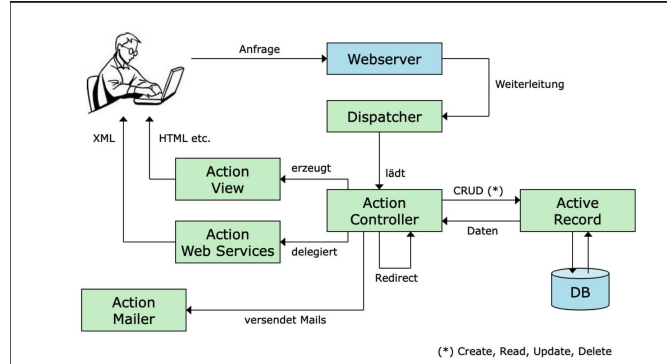 Anfrage
Webserver
Weiterleitung
Dispatcher
XML
HTML etc.
lädt
Action
View
erzeugt
Action
Controller
CRUD (*)
Daten
Active
Record
Action
Web Services
delegiert
Redirect
DB
Action
Mailer
versendet Mails
(*) Create, Read, Update, Delete